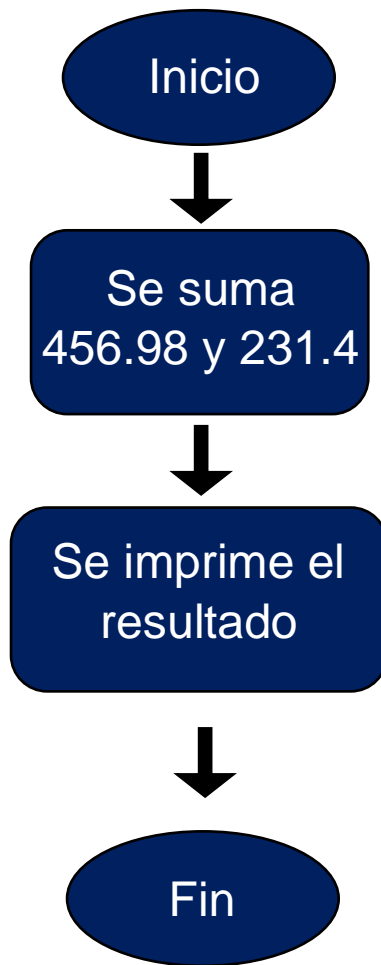 Inicio
Se suma
456.98 y 231.4
Se imprime el
resultado
Fin